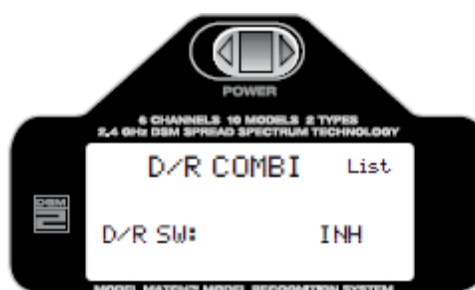 POWER
6 CHANNELS 10 MODELS 2 TYPES
2,4 GHz DSM SPREAD SPECTRUM TECHNOLOGY
D/R COMBI List
DSM
2
D/R SW: INH
MODEL MATCH™ MODEL RECOGNITION SYSTEM